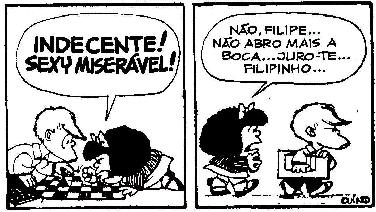 INDECENTE!
SEXY MISERÁVEL!
NÃO, FILIPE...
NÃO ABRO MAIS A
BOCA...JURO-TE...
FILIPINHO...
QUINO